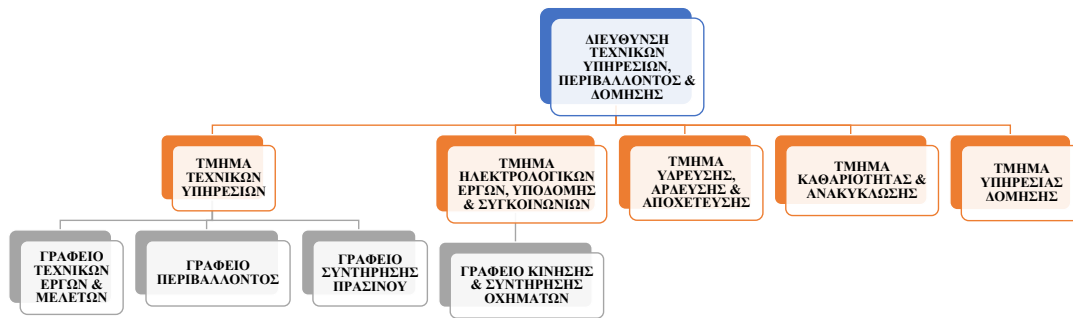 ΔΙΕΥΘΥΝΣΗ
ΤΕΧΝΙΚΩΝ
ΥΠΗΡΕΣΙΩΝ,
ΠΕΡΙΒΑΛΛΟΝΤΟΣ &
ΔΟΜΗΣΗΣ
ΤΜΗΜΑ
ΤΕΧΝΙΚΩΝ
ΥΠΗΡΕΣΙΩΝ
ΤΜΗΜΑ
ΗΛΕΚΤΡΟΛΟΓΙΚΩΝ
ΕΡΓΩΝ, ΥΠΟΔΟΜΗΣ
& ΣΥΓΚΟΙΝΩΝΙΩΝ
ΤΜΗΜΑ
ΥΔΡΕΥΣΗΣ,
ΑΡΔΕΥΣΗΣ &
ΑΠΟΧΕΤΕΥΣΗΣ
ΤΜΗΜΑ
ΚΑΘΑΡΙΟΤΗΤΑΣ &
ΑΝΑΚΥΚΛΩΣΗΣ
ΤΜΗΜΑ
ΥΠΗΡΕΣΙΑΣ
ΔΟΜΗΣΗΣ
ΓΡΑΦΕΙΟ
ΤΕΧΝΙΚΩΝ
ΕΡΓΩΝ &
ΜΕΛΕΤΩΝ
ΓΡΑΦΕΙΟ
ΠΕΡΙΒΑΛΛΟΝΤΟΣ
ΓΡΑΦΕΙΟ
ΣΥΝΤΗΡΗΣΗΣ
ΠΡΑΣΙΝΟΥ
ΓΡΑΦΕΙΟ ΚΙΝΗΣΗΣ
& ΣΥΝΤΗΡΗΣΗΣ
ΟΧΗΜΑΤΩΝ